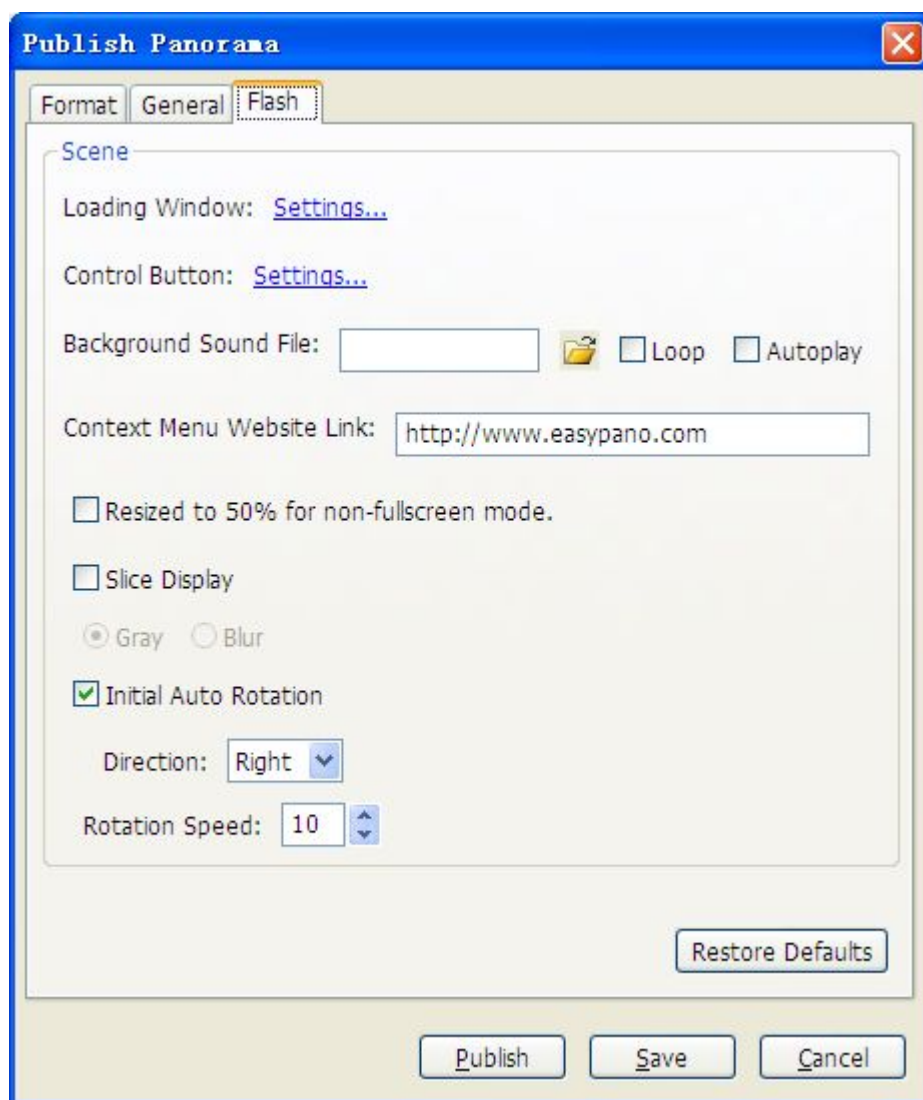 Publish Panorama
Format General Flash
Scene
Loading Window: Settings...
Control Button: Settings...
Background Sound File: Loop Autoplay
Context Menu Website Link: http://www.easypano.com
Resized to 50% for non-fullscreen mode.
Slice Display
Gray Blur
Initial Auto Rotation
Direction: Right
Rotation Speed: 10
Restore Defaults
Publish Save Cancel